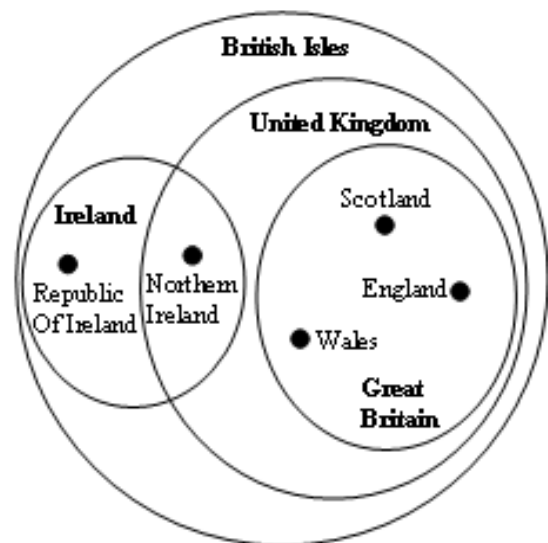 British Isles
United Kingdom
Scotland
Ireland
Northern
Ireland
Republic
Of Ireland
England
Wales
Great
Britain